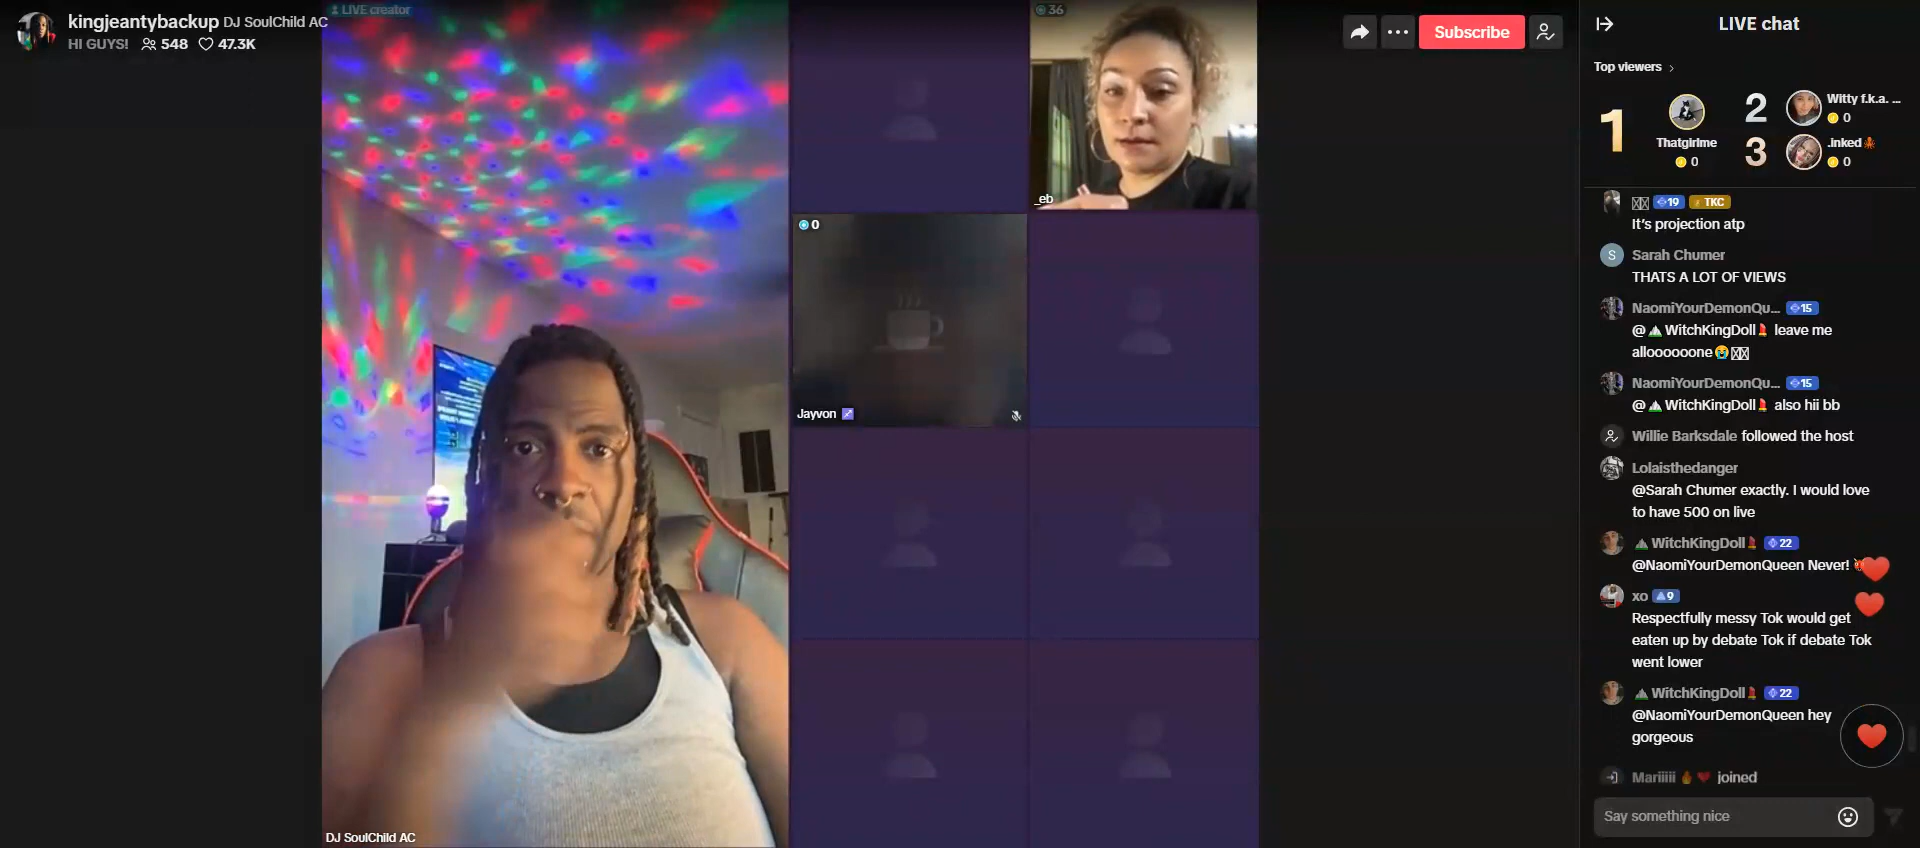 kingjeantybackup DJ SoulChild AC
HI GUYS! 548 47.3K
LIVE creator
DJ SoulChild AC
36
_eb
0
Jayvon
Subscribe
LIVE chat
Top viewers
1
Thatgirlme
0
2
Witty f.k.a. ...
0
3
.inked
0
19 TKC
It's projection atp
S
Sarah Chumer
THATS A LOT OF VIEWS
NaomiYourDemonQu... 15
@⛰WitchKingDoll💄 leave me
alloooooone😭
NaomiYourDemonQu... 15
@⛰WitchKingDoll💄 also hii bb
Willie Barksdale followed the host
Lolaisthedanger
@Sarah Chumer exactly. I would love
to have 500 on live
WitchKingDoll 22
@NaomiYourDemonQueen Never!
xo 9
Respectfully messy Tok would get
eaten up by debate Tok if debate Tok
went lower
WitchKingDoll 22
@NaomiYourDemonQueen hey
gorgeous
Mariiiii 🔥❤️ joined
Say something nice